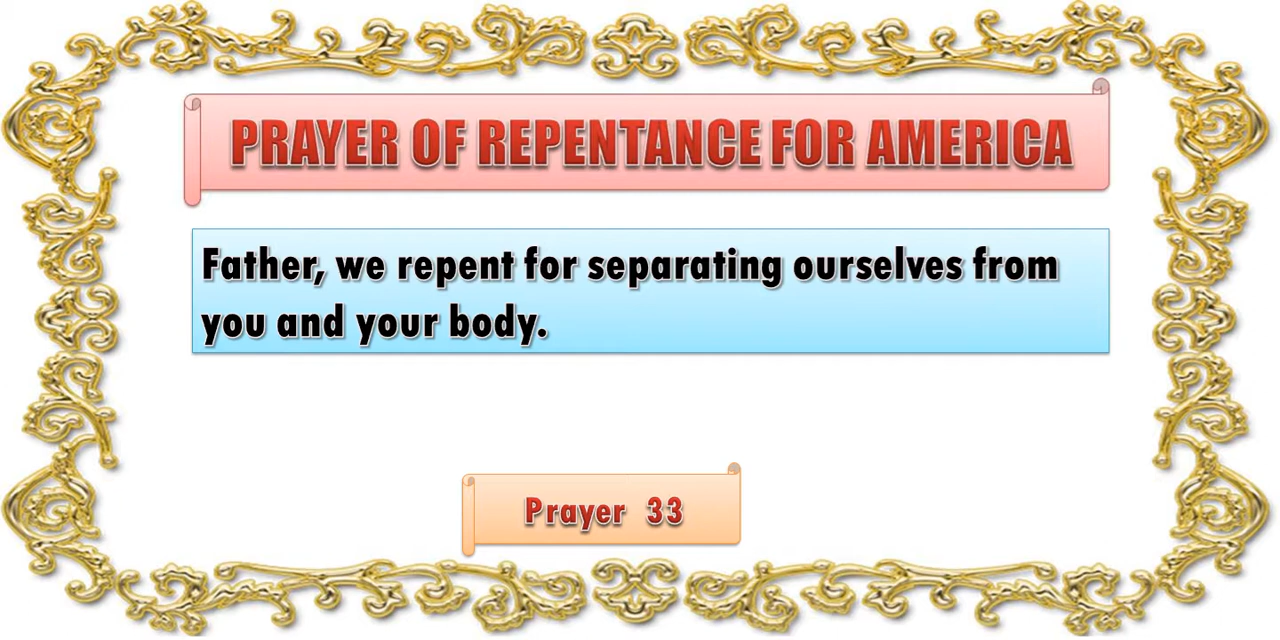 PRAYER OF REPENTANCE FOR AMERICA
Father, we repent for separating ourselves from
you and your body.
Prayer 33